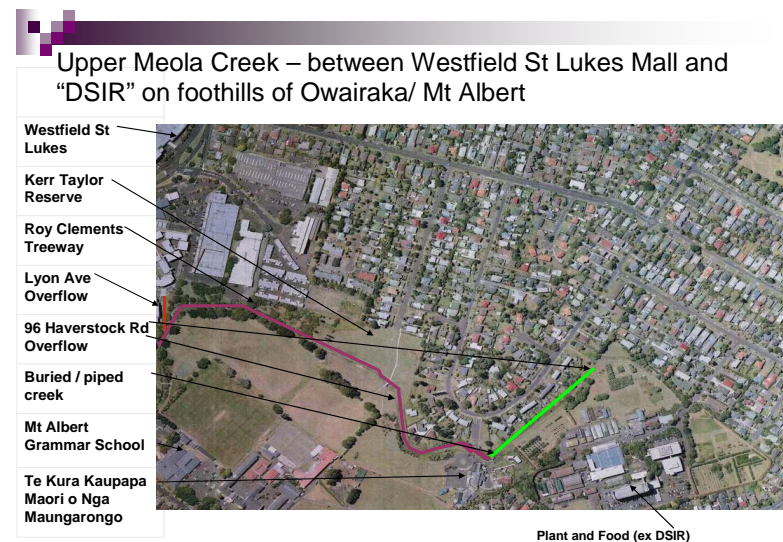 Upper Meola Creek – between Westfield St Lukes Mall and
“DSIR” on foothills of Owairaka/ Mt Albert
Westfield St
Lukes
Kerr Taylor
Reserve
Roy Clements
Treeway
Lyon Ave
Overflow
96 Haverstock Rd
Overflow
Buried / piped
creek
Mt Albert
Grammar School
Te Kura Kaupapa
Maori o Nga
Maungarongo
Plant and Food (ex DSIR)